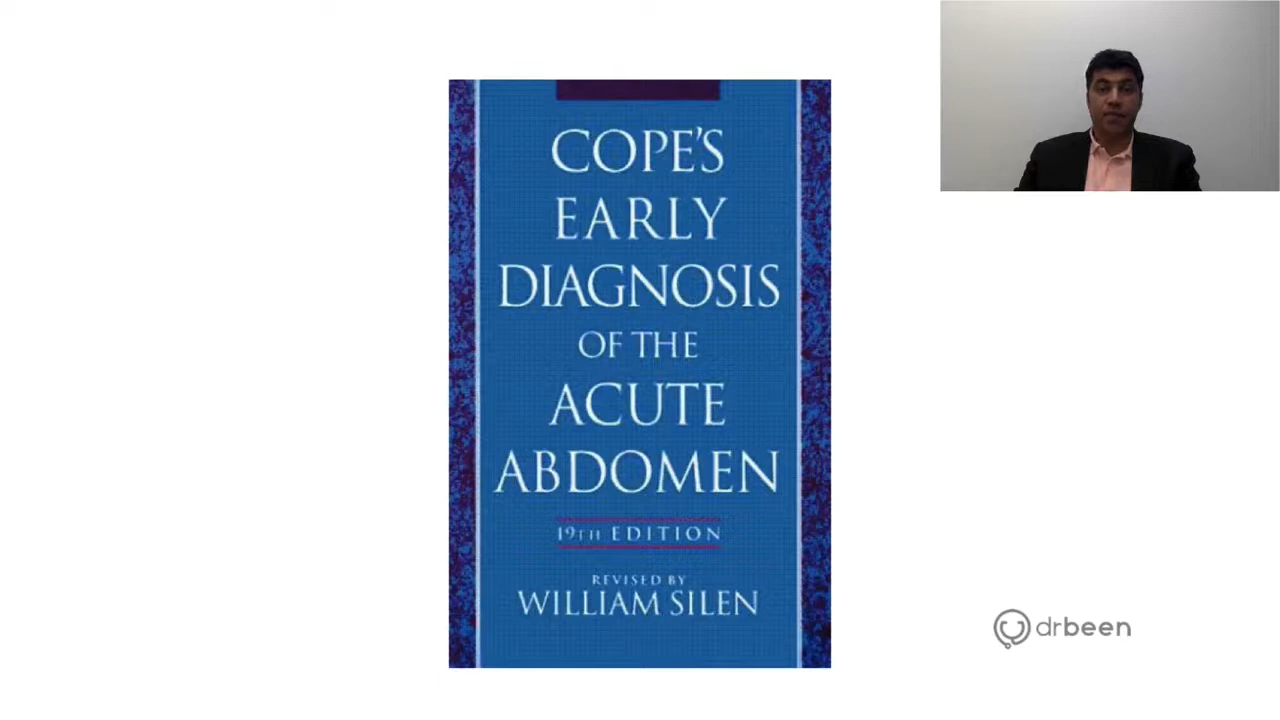 COPE'S
EARLY
DIAGNOSIS
OF THE
ACUTE
ABDOMEN
19TH EDITION
REVISED BY
WILLIAM SILEN
drbeen